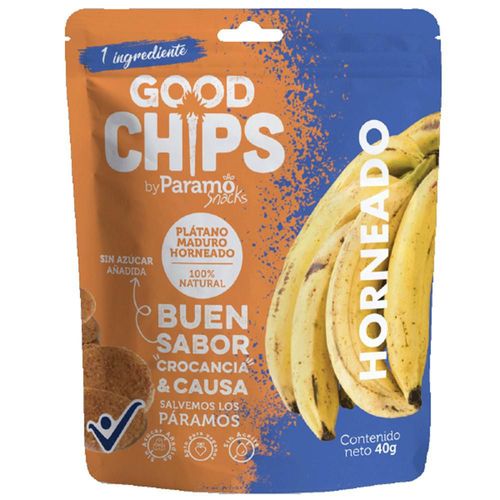 1 ingrediente
GOOD
CHIPS
by Paramo
Snacks
PLÁTANO
MADURO
HORNEADO
100%
NATURAL
SIN AZÚCAR
AÑADIDA
BUEN
SABOR
"CROCANCIA"
& CAUSA
SALVEMOS LOS
PÁRAMOS
HORNEADO
Contenido
neto 40g